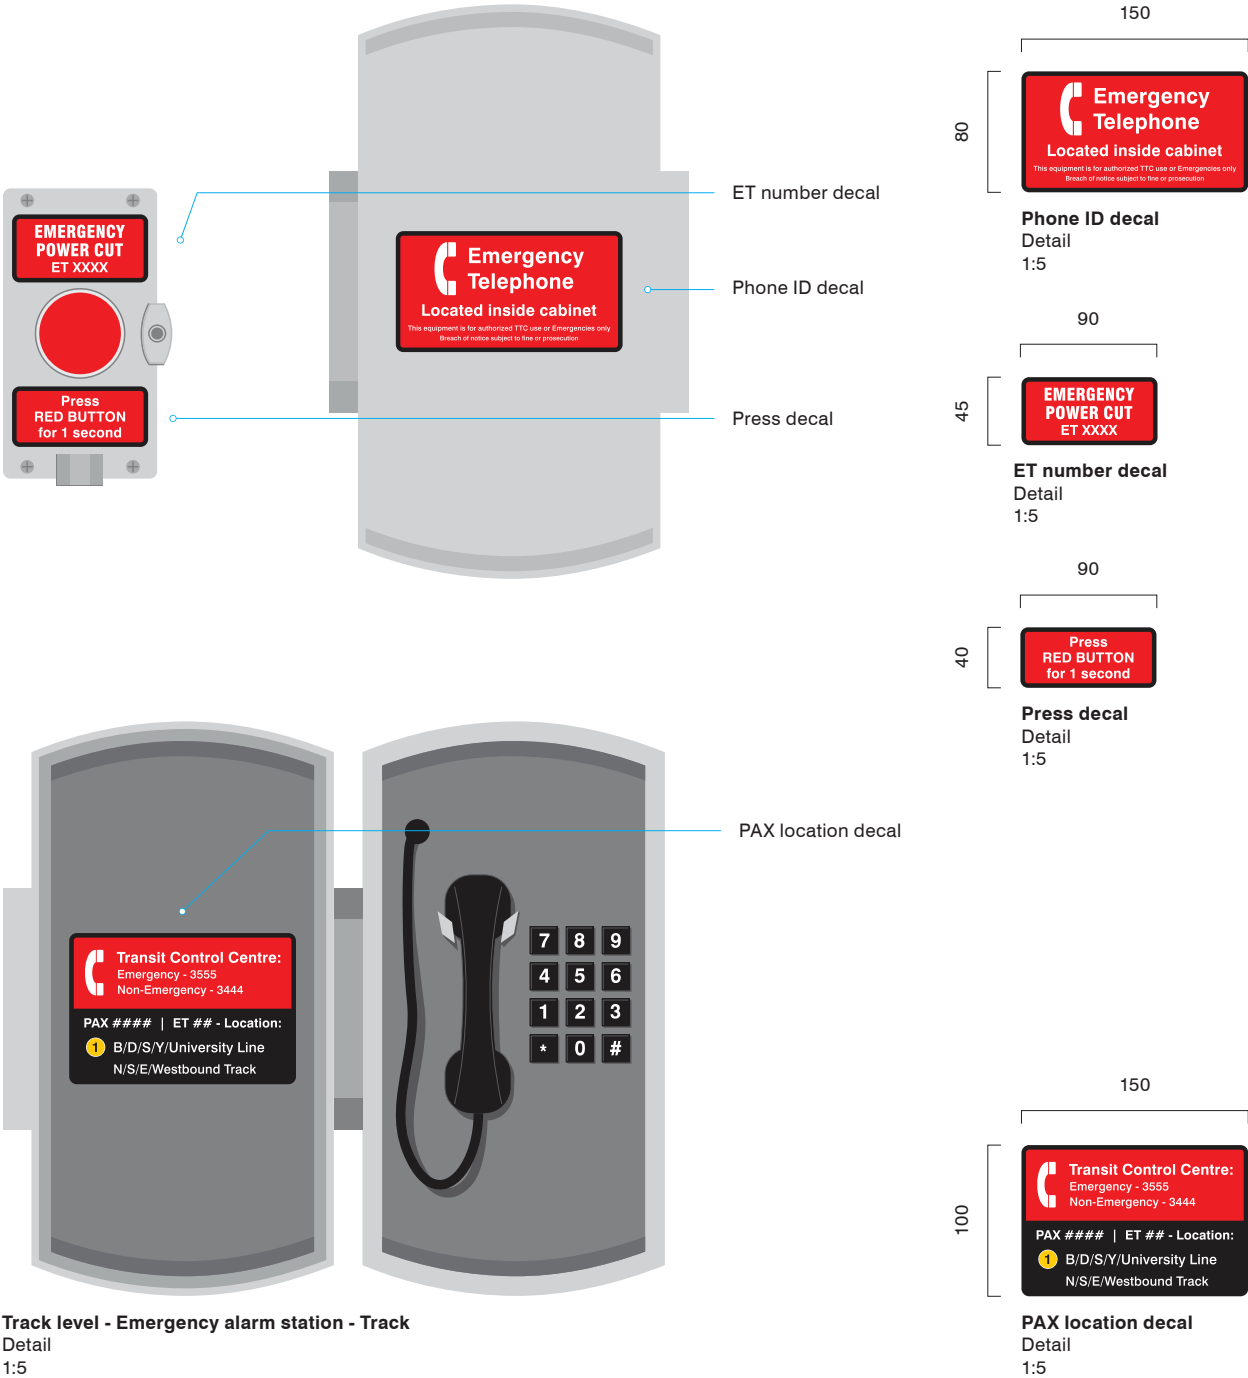 EMERGENCY
POWER CUT
ET XXXX
Press
RED BUTTON
for 1 second
Emergency
Telephone
Located inside cabinet
This equipment is for authorized TTC use or Emergencies only
Breach of notice subject to fine or prosecution
ET number decal
Phone ID decal
Press decal
150
80
Emergency
Telephone
Located inside cabinet
This equipment is for authorized TTC use or Emergencies only
Breach of notice subject to fine or prosecution
Phone ID decal
Detail
1:5
90
45
EMERGENCY
POWER CUT
ET XXXX
ET number decal
Detail
1:5
90
40
Press
RED BUTTON
for 1 second
Press decal
Detail
1:5
PAX location decal
Transit Control Centre:
Emergency - 3555
Non-Emergency - 3444
PAX #### | ET ## - Location:
1 B/D/S/Y/University Line
N/S/E/Westbound Track
7 8 9
4 5 6
1 2 3
* 0 #
Track level - Emergency alarm station - Track
Detail
1:5
150
100
Transit Control Centre:
Emergency - 3555
Non-Emergency - 3444
PAX #### | ET ## - Location:
1 B/D/S/Y/University Line
N/S/E/Westbound Track
PAX location decal
Detail
1:5